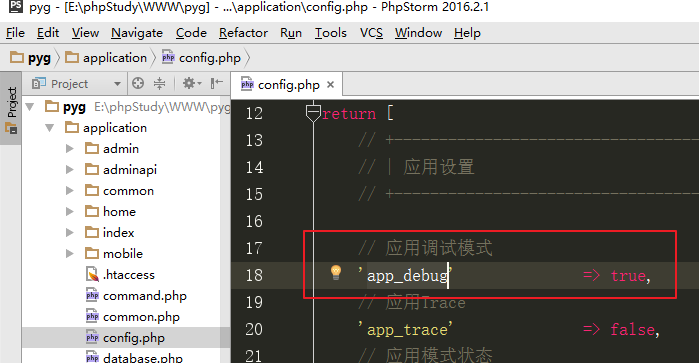 pyg - [E:\phpStudy\WWW\pyg] - ...\application\config.php - PhpStorm 2016.2.1
File Edit View Navigate Code Refactor Run Tools VCS Window Help
pyg application config.php
Project
config.php
1: Project
pyg E:\phpStudy\WWW\pyg
application
admin
adminapi
common
home
index
mobile
.htaccess
command.php
common.php
config.php
database.php
12 return [
13 // +----------------------------------
14 // | 应用设置
15 // +----------------------------------
16
17 // 应用调试模式
18 'app_debug' => true,
19 // 应用Trace
20 'app_trace' => false,
21 // 应用模式状态